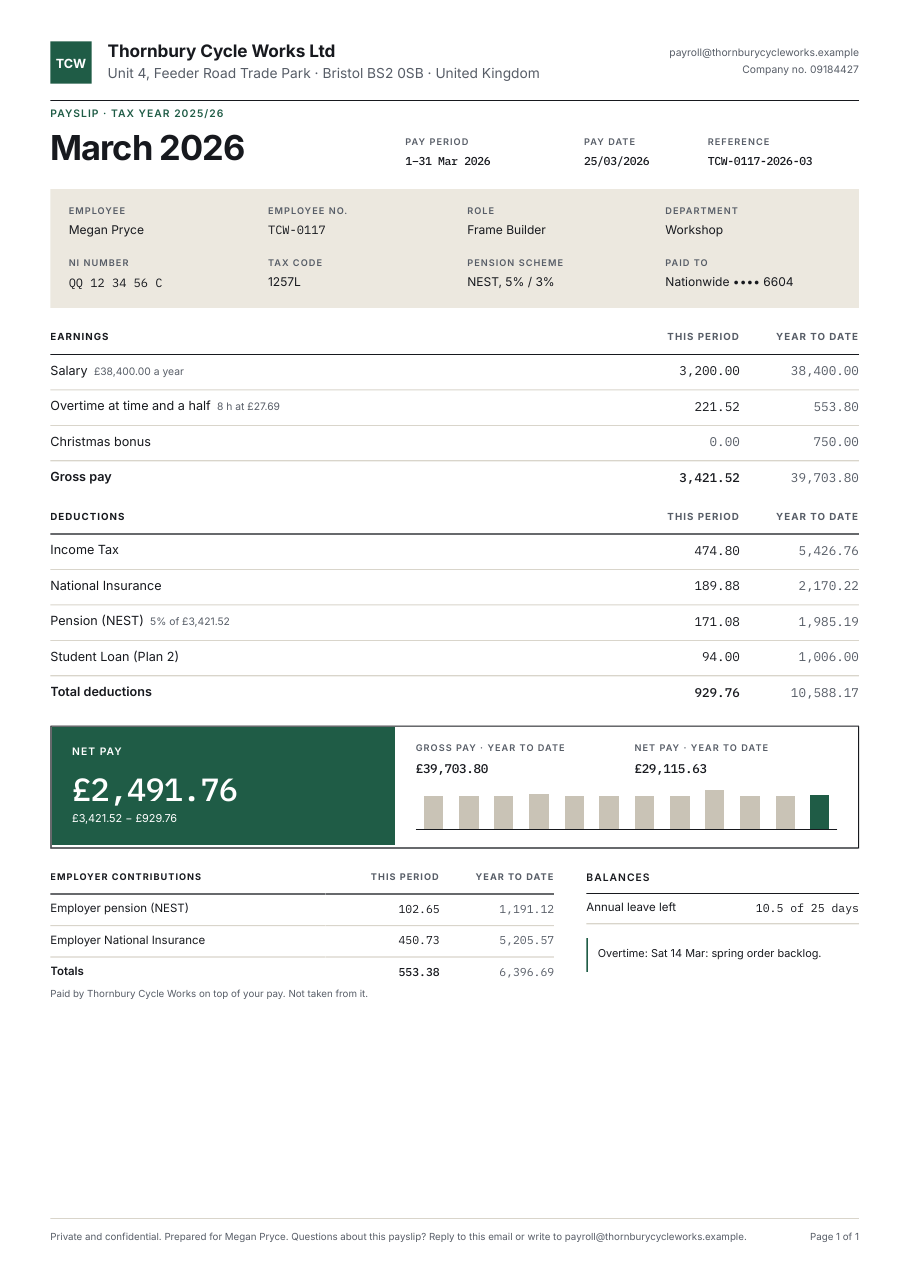 TCW
Thornbury Cycle Works Ltd
Unit 4, Feeder Road Trade Park · Bristol BS2 0SB · United Kingdom
payroll@thornburycycleworks.example
Company no. 09184427
PAYSLIP · TAX YEAR 2025/26
March 2026
PAY PERIOD PAY DATE REFERENCE
1–31 Mar 2026 25/03/2026 TCW-0117-2026-03
EMPLOYEE EMPLOYEE NO. ROLE DEPARTMENT
Megan Pryce TCW-0117 Frame Builder Workshop
NI NUMBER TAX CODE PENSION SCHEME PAID TO
QQ 12 34 56 C 1257L NEST, 5% / 3% Nationwide •••• 6604
EARNINGS THIS PERIOD YEAR TO DATE
Salary £38,400.00 a year 3,200.00 38,400.00
Overtime at time and a half 8 h at £27.69 221.52 553.80
Christmas bonus 0.00 750.00
Gross pay 3,421.52 39,703.80
DEDUCTIONS THIS PERIOD YEAR TO DATE
Income Tax 474.80 5,426.76
National Insurance 189.88 2,170.22
Pension (NEST) 5% of £3,421.52 171.08 1,985.19
Student Loan (Plan 2) 94.00 1,006.00
Total deductions 929.76 10,588.17
NET PAY
£2,491.76
£3,421.52 − £929.76
GROSS PAY · YEAR TO DATE NET PAY · YEAR TO DATE
£39,703.80 £29,115.63
EMPLOYER CONTRIBUTIONS THIS PERIOD YEAR TO DATE
Employer pension (NEST) 102.65 1,191.12
Employer National Insurance 450.73 5,205.57
Totals 553.38 6,396.69
Paid by Thornbury Cycle Works on top of your pay. Not taken from it.
BALANCES
Annual leave left 10.5 of 25 days
Overtime: Sat 14 Mar: spring order backlog.
Private and confidential. Prepared for Megan Pryce. Questions about this payslip? Reply to this email or write to payroll@thornburycycleworks.example. Page 1 of 1